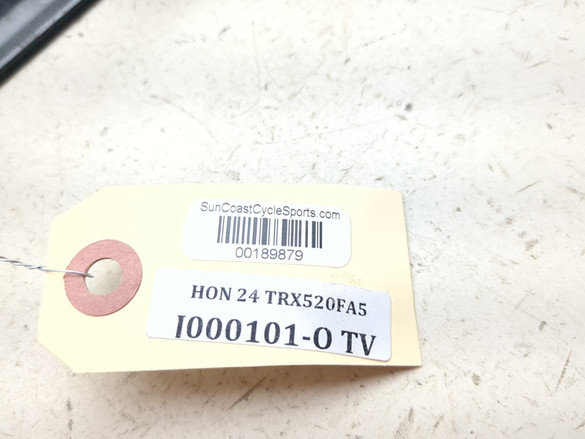 SunCoastCycleSports.com
00189879
HON 24 TRX520FA5
I000101-O TV